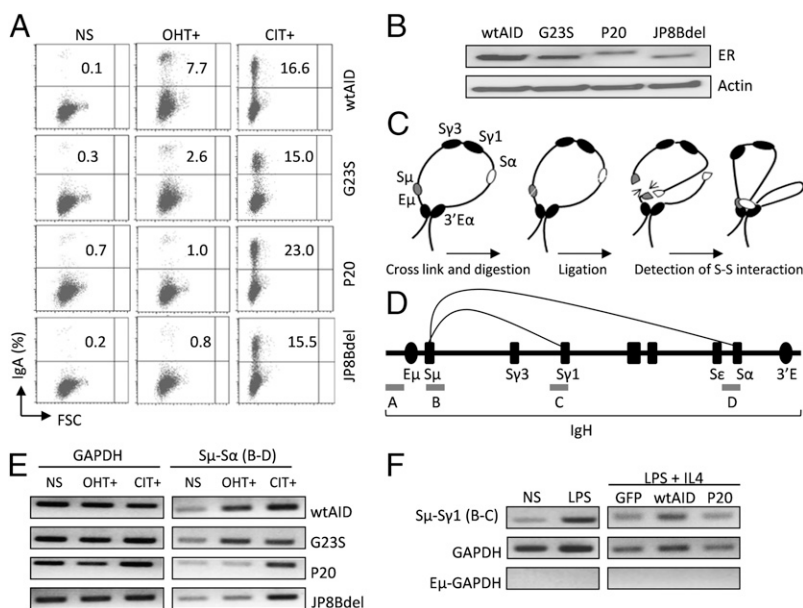 A
NS OHT+ CIT+
0.1 7.7 16.6 wtAID
0.3 2.6 15.0 G23S
0.7 1.0 23.0 P20
0.2 0.8 15.5 JP8Bdel
IgA (%)
FSC
B
wtAID G23S P20 JP8Bdel
ER
Actin
C
Sγ3 Sγ1
Sα
Sμ
Eμ
3'Eα
Cross link and digestion Ligation Detection of S-S interaction
D
Eμ Sμ Sγ3 Sγ1 Sε Sα 3'E
A B C D
IgH
E
GAPDH Sμ-Sα (B-D)
NS OHT+ CIT+ NS OHT+ CIT+
wtAID
G23S
P20
JP8Bdel
F
LPS + IL4
NS LPS GFP wtAID P20
Sμ-Sγ1 (B-C)
GAPDH
Eμ-GAPDH